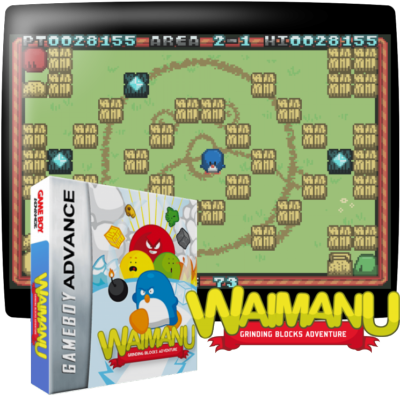 PT0028155 AREA 2-1 HI0028155
73
GAME BOY ADVANCE
GAMEBOY ADVANCE
WAIMANU
WAIMANU
GRINDING BLOCKS ADVENTURE
WAIMANU
GRINDING BLOCKS ADVENTURE